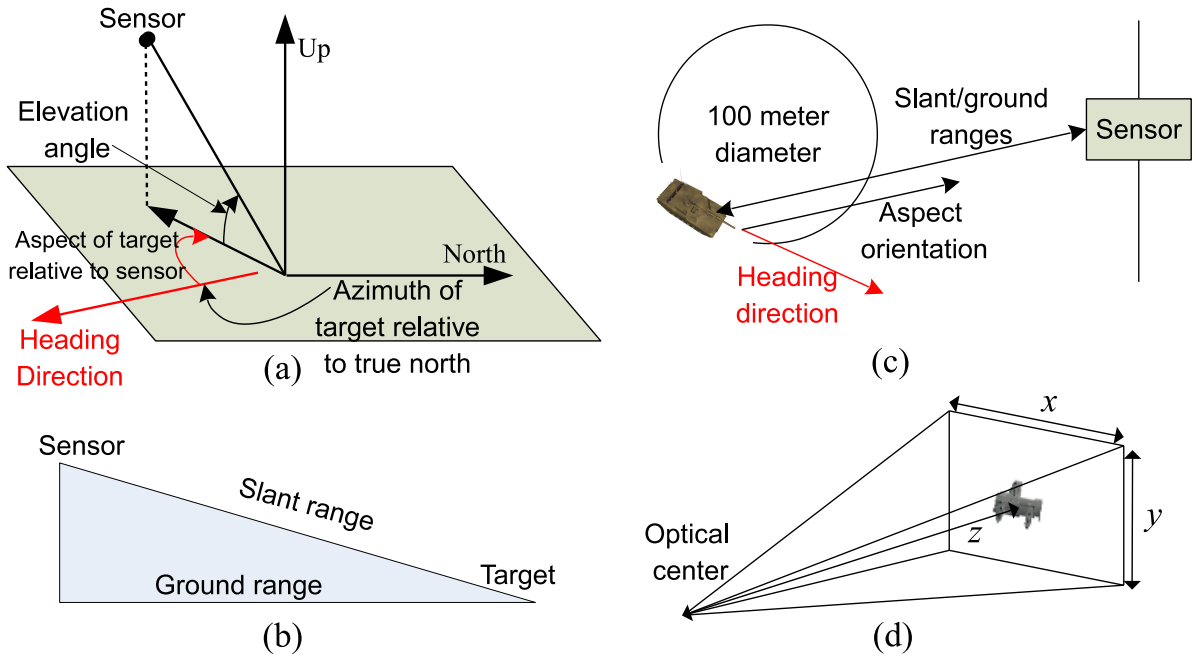 Sensor
Up
Elevation
angle
Aspect of target
relative to sensor
North
Azimuth of
target relative
to true north
Heading
Direction
(a)
Sensor
Slant range
Ground range
Target
(b)
100 meter
diameter
Slant/ground
ranges
Sensor
Aspect
orientation
Heading
direction
(c)
x
y
z
Optical
center
(d)